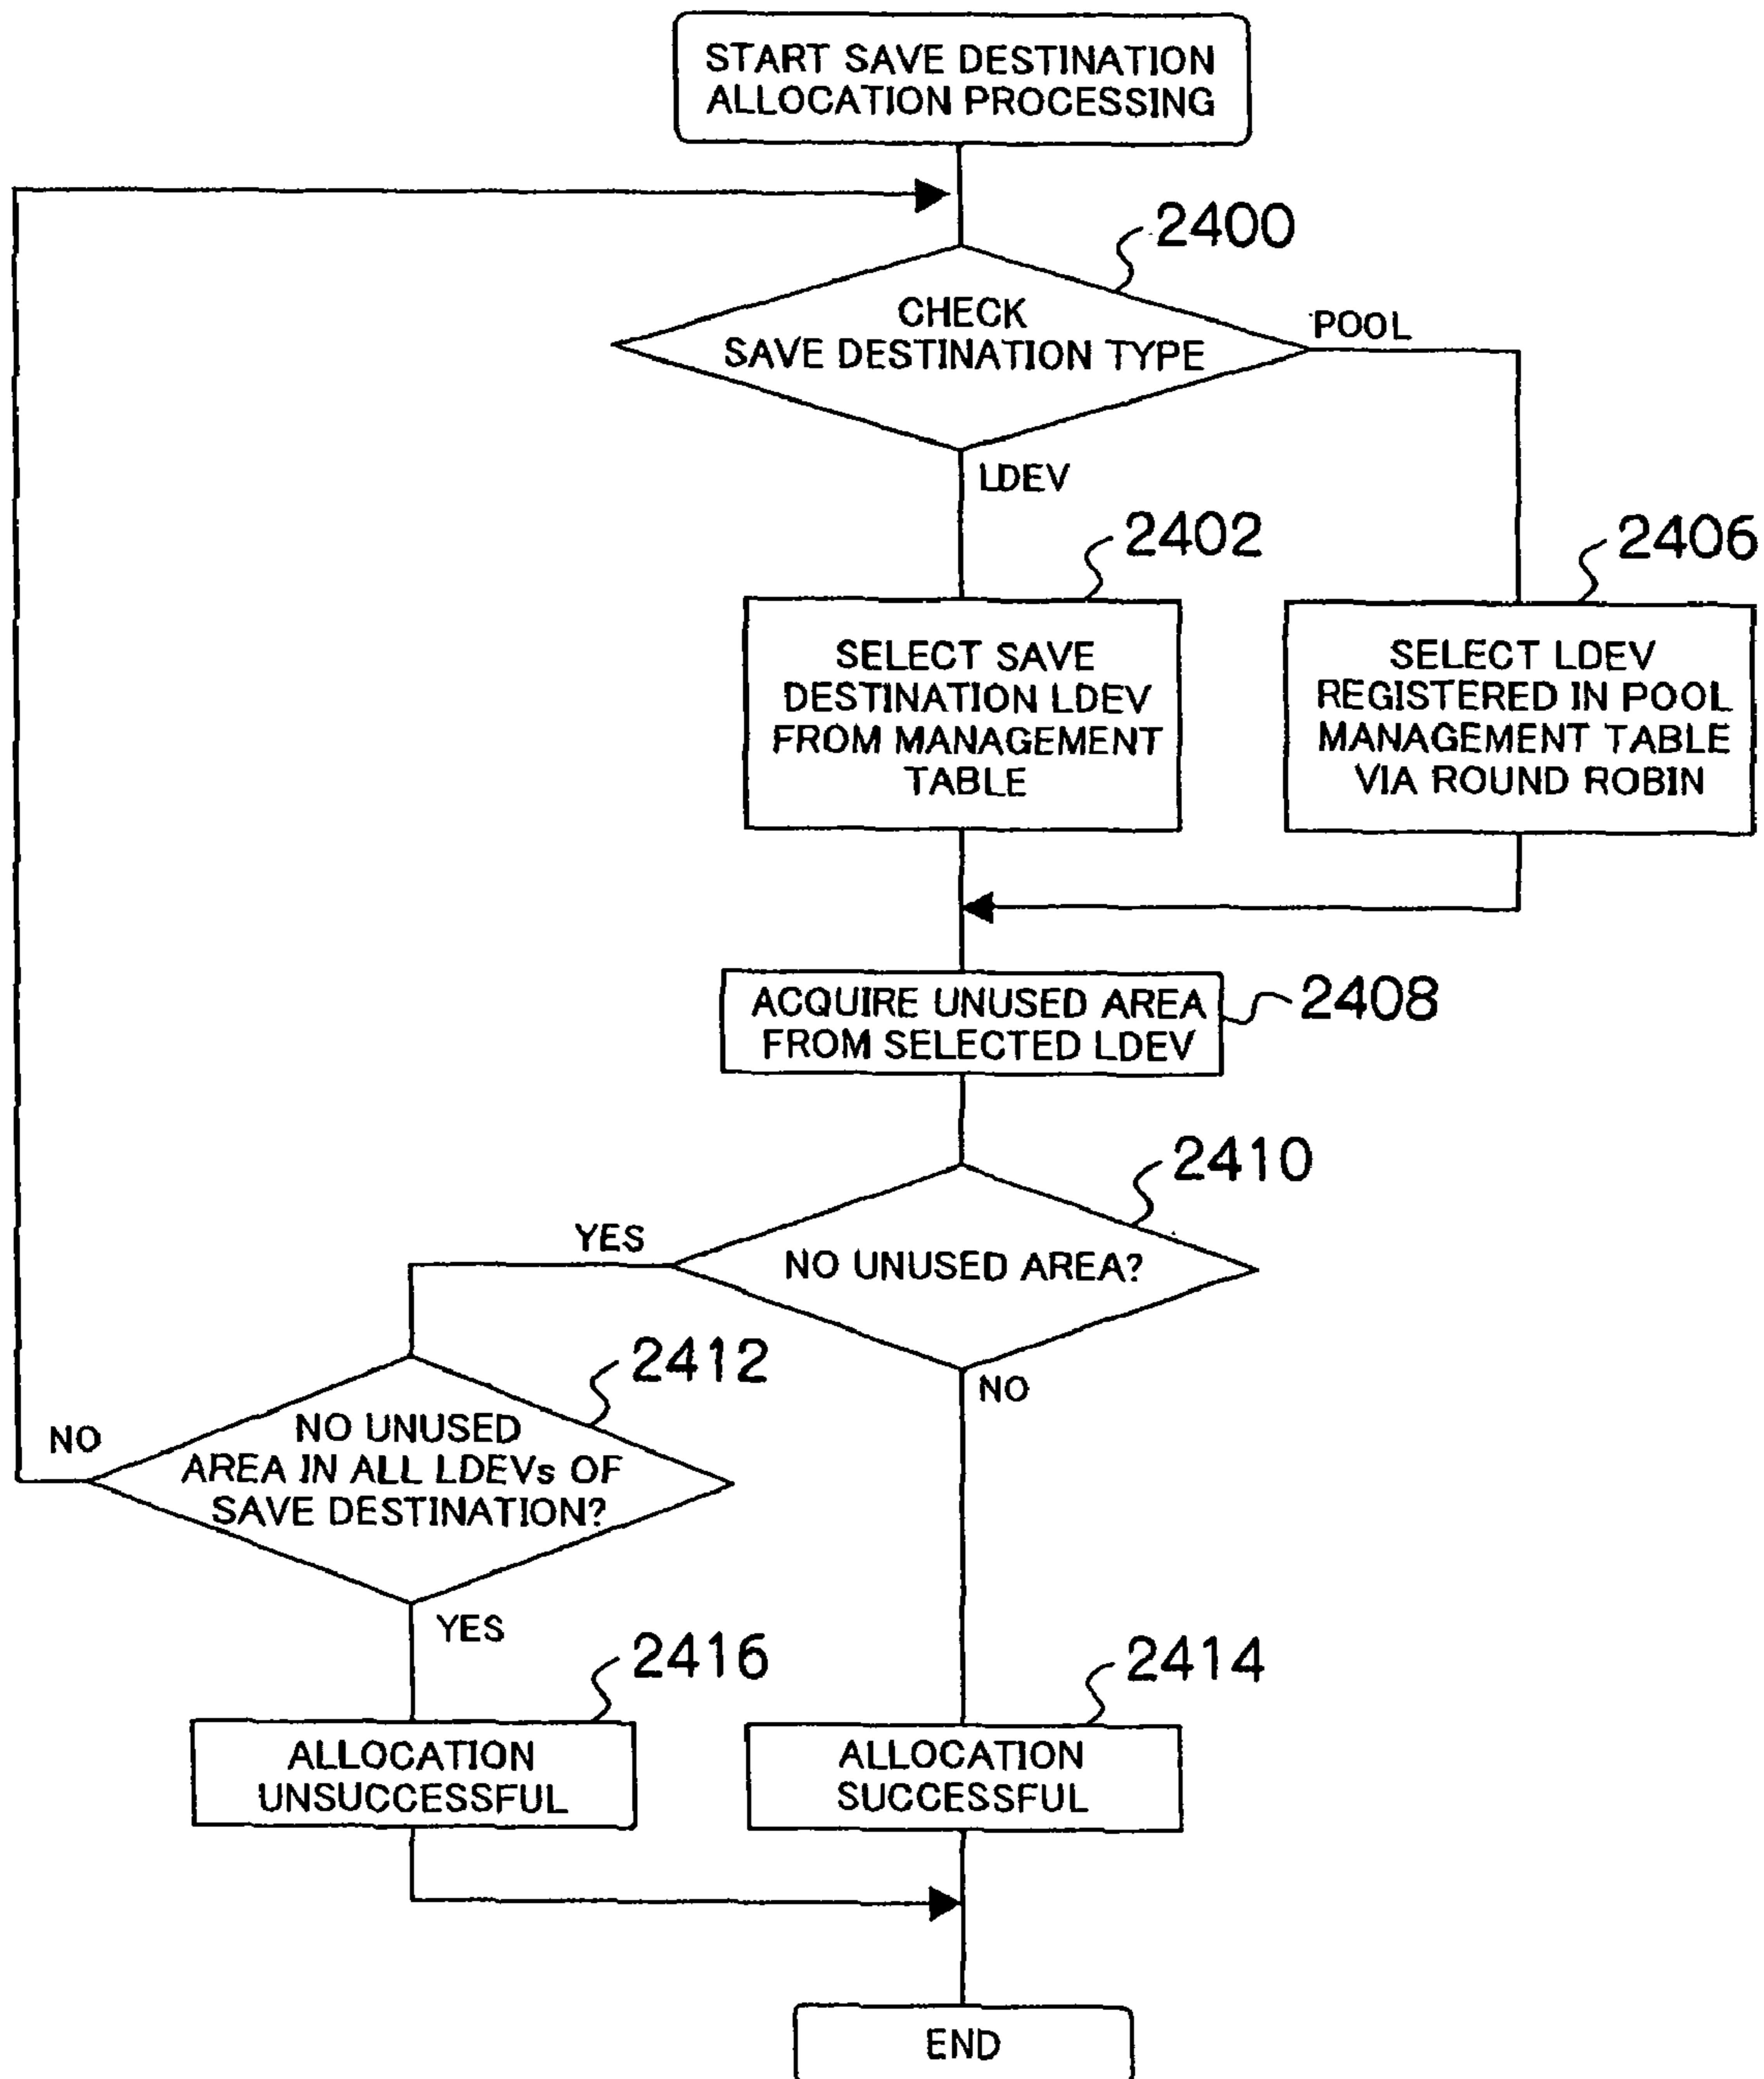 START SAVE DESTINATION
ALLOCATION PROCESSING
2400
CHECK
SAVE DESTINATION TYPE
POOL
LDEV
2402
2406
SELECT SAVE
DESTINATION LDEV
FROM MANAGEMENT
TABLE
SELECT LDEV
REGISTERED IN POOL
MANAGEMENT TABLE
VIA ROUND ROBIN
ACQUIRE UNUSED AREA
FROM SELECTED LDEV
2408
2410
YES
NO UNUSED AREA?
NO
2412
NO
NO UNUSED
AREA IN ALL LDEVs OF
SAVE DESTINATION?
YES
2416
2414
ALLOCATION
UNSUCCESSFUL
ALLOCATION
SUCCESSFUL
END